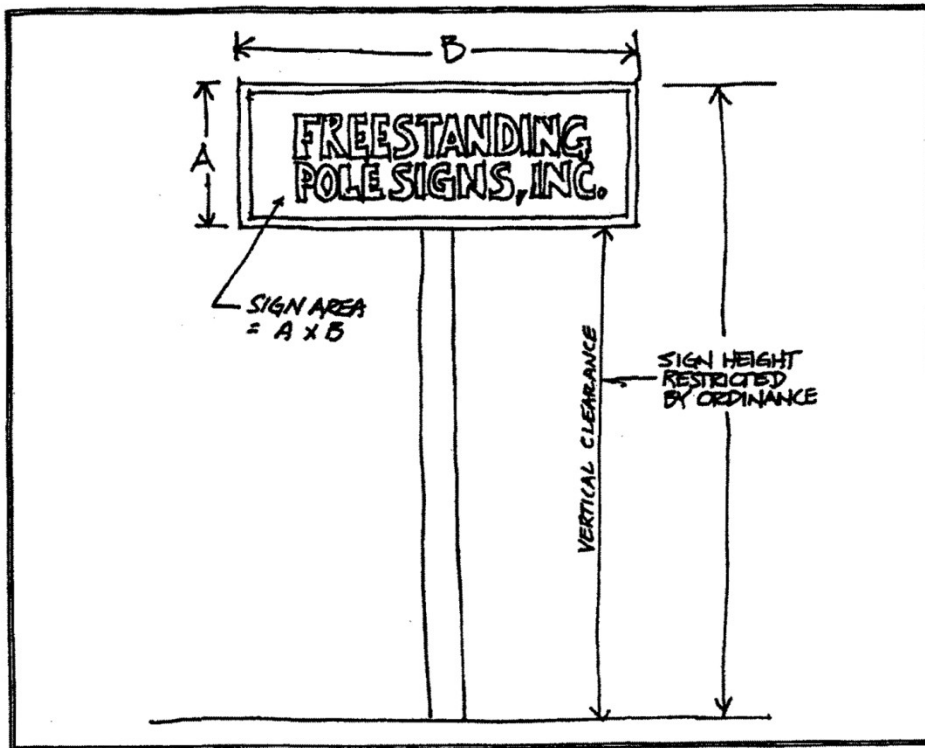 B
A
FREESTANDING
POLE SIGNS, INC.
SIGN AREA
= A X B
VERTICAL CLEARANCE
SIGN HEIGHT
RESTRICTED
BY ORDINANCE